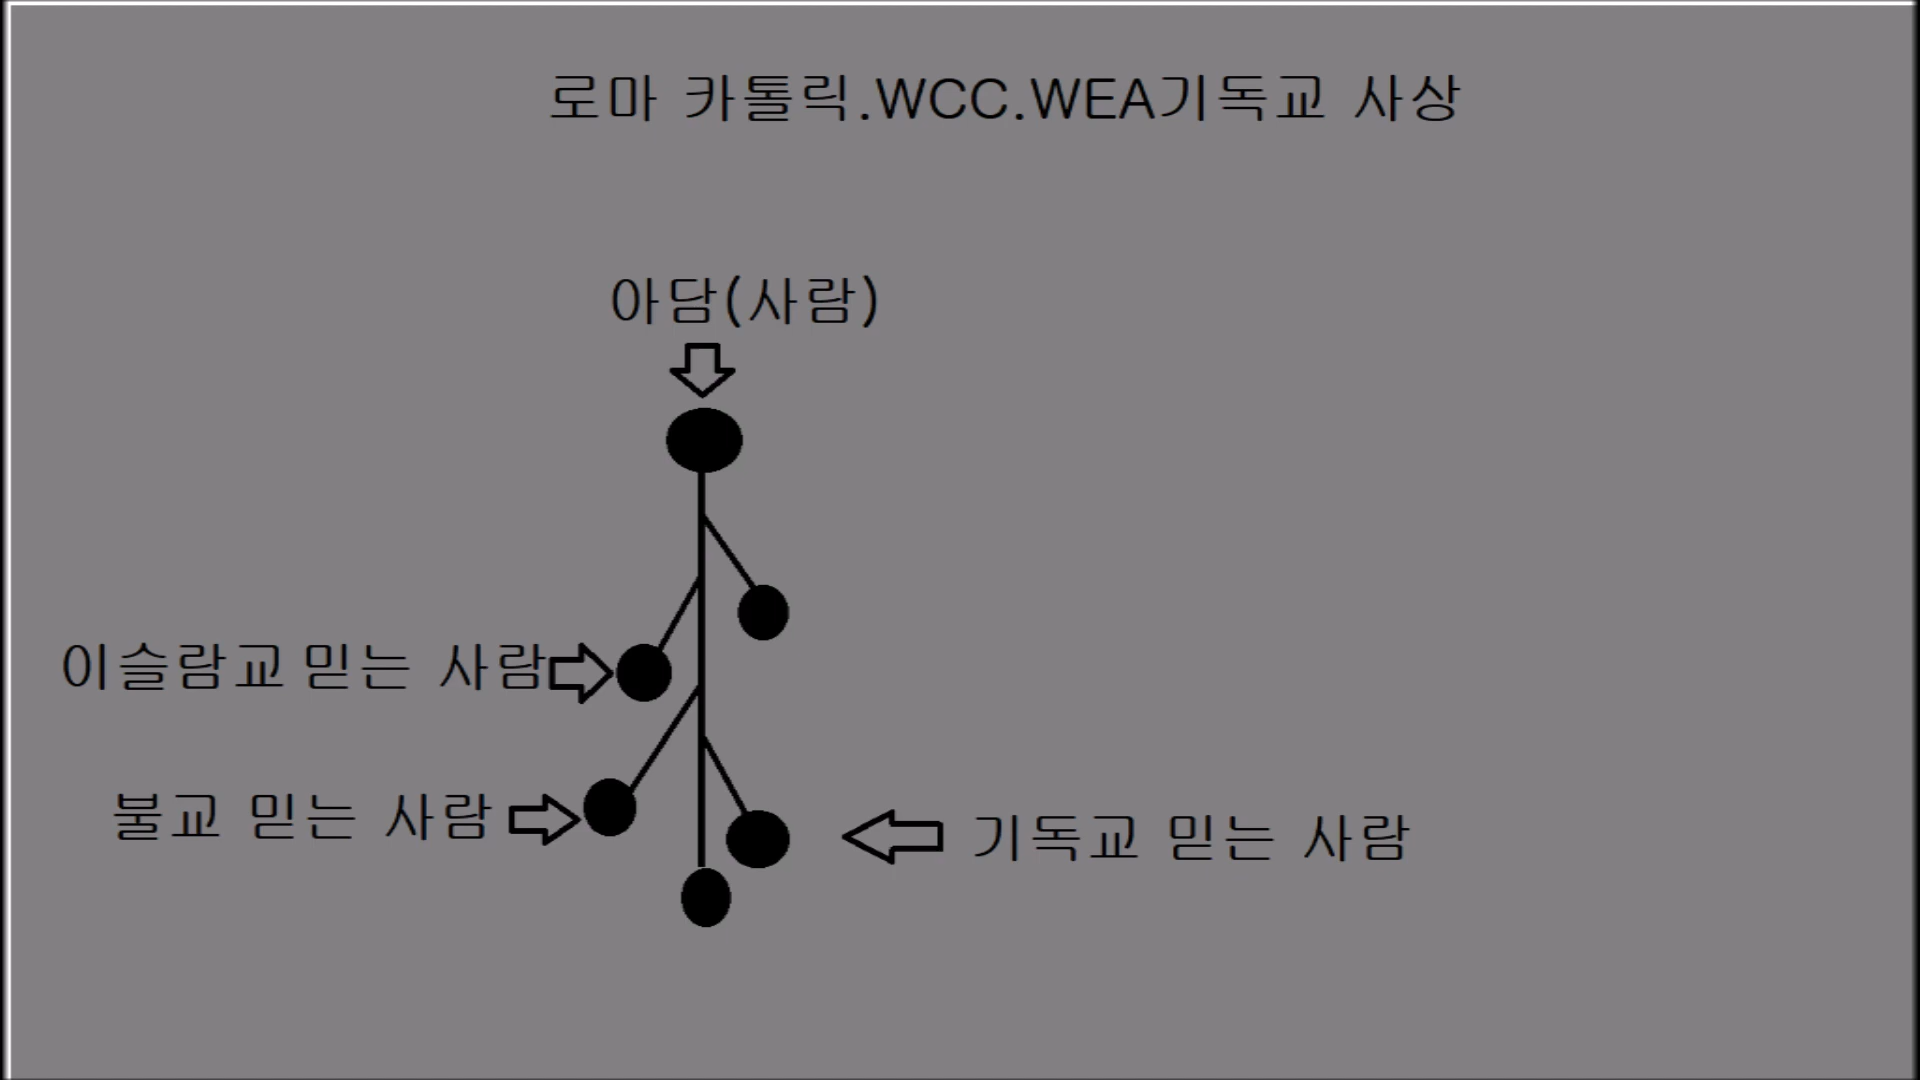 로마 카톨릭.WCC.WEA기독교 사상
아담(사람)
이슬람교 믿는 사람
불교 믿는 사람
기독교 믿는 사람